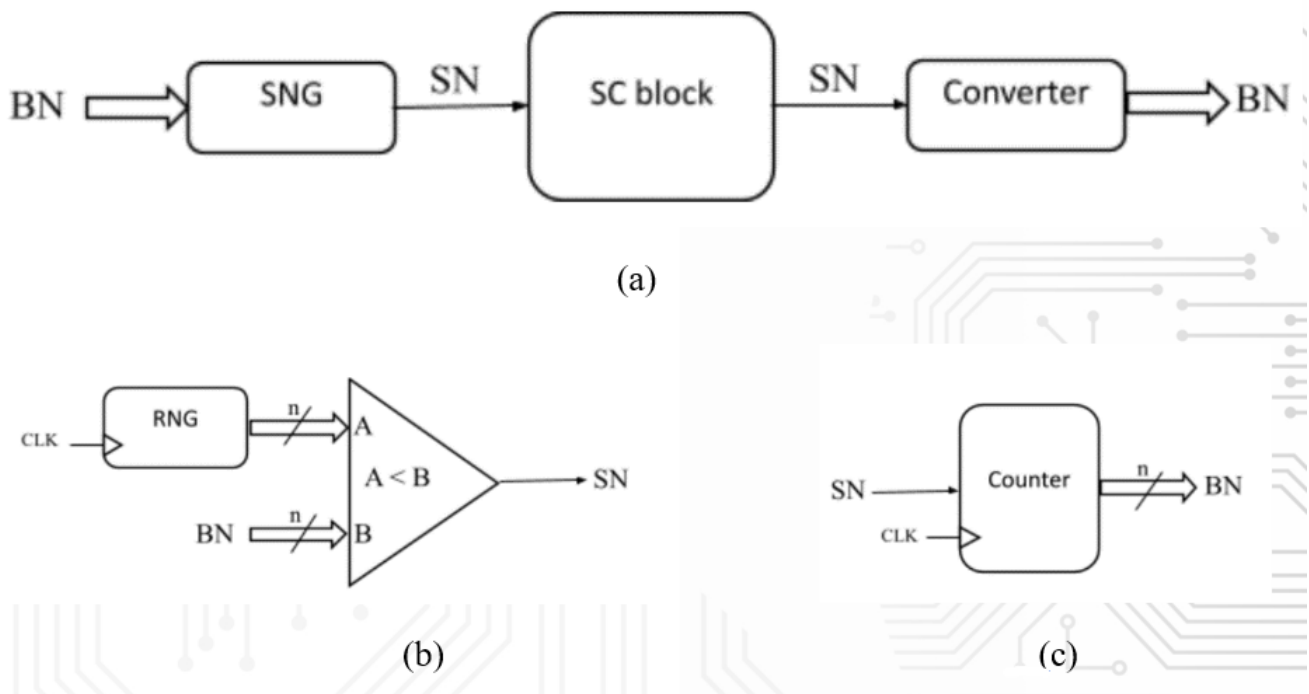 BN SNG SN SC block SN Converter BN
(a)
n
RNG
CLK
A
A < B
SN
n
BN
B
(b)
n
SN
Counter
BN
CLK
(c)